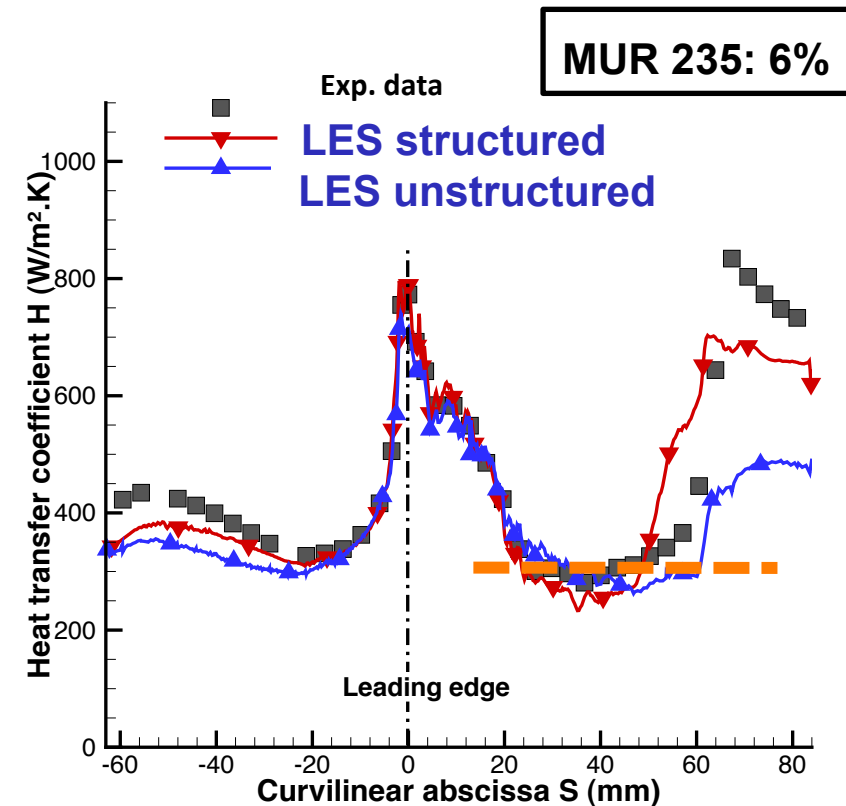 MUR 235: 6%
Exp. data
LES structured
LES unstructured
Heat transfer coefficient H (W/m².K)
1000
800
600
400
200
0
Leading edge
-60 -40 -20 0 20 40 60 80
Curvilinear abscissa S (mm)